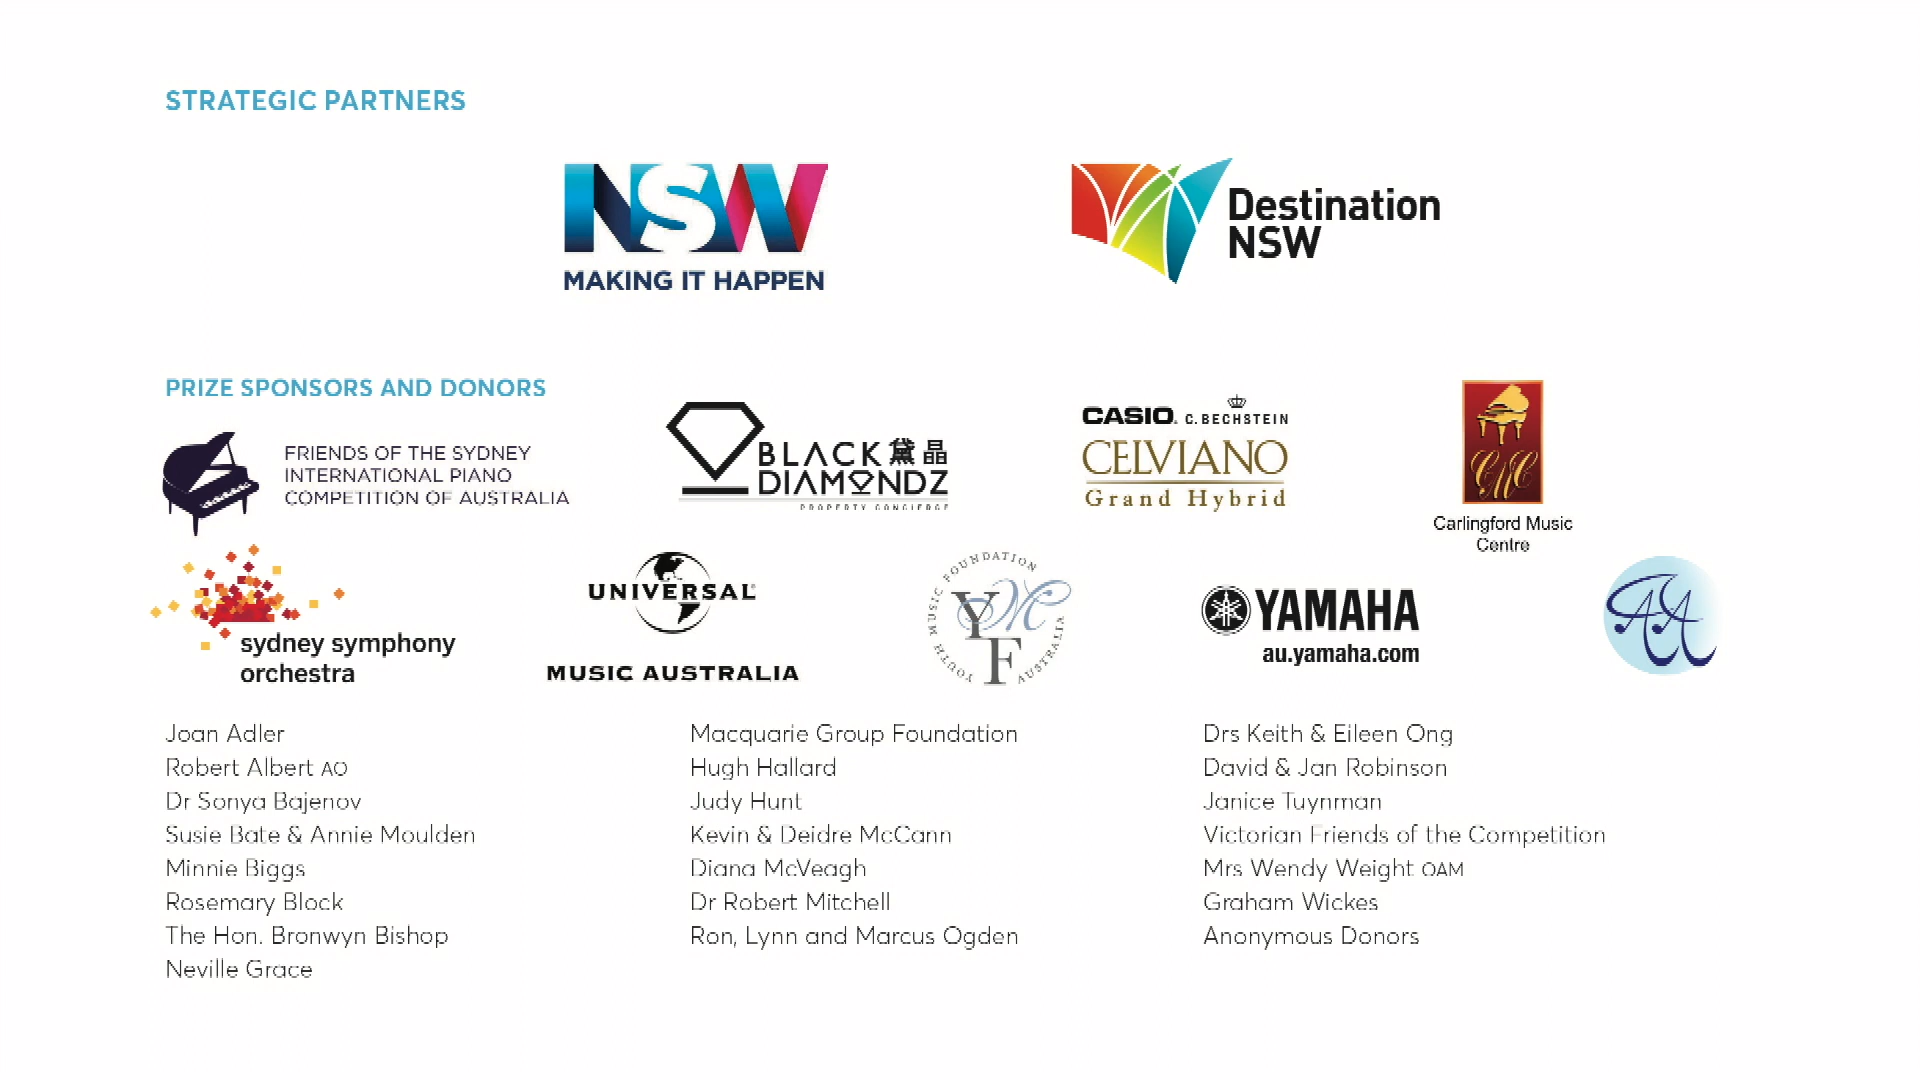 STRATEGIC PARTNERS
NSW
MAKING IT HAPPEN
Destination
NSW
PRIZE SPONSORS AND DONORS
FRIENDS OF THE SYDNEY
INTERNATIONAL PIANO
COMPETITION OF AUSTRALIA
BLACK 黛晶
DIAMONDZ
PROPERTY CONCIERGE
CASIO. C. BECHSTEIN
CELVIANO
Grand Hybrid
CMC
Carlingford Music
Centre
sydney symphony
orchestra
UNIVERSAL
MUSIC AUSTRALIA
YOUTH MUSIC FOUNDATION AUSTRALIA
YMF
YAMAHA
au.yamaha.com
Joan Adler
Robert Albert AO
Dr Sonya Bajenov
Susie Bate & Annie Moulden
Minnie Biggs
Rosemary Block
The Hon. Bronwyn Bishop
Neville Grace
Macquarie Group Foundation
Hugh Hallard
Judy Hunt
Kevin & Deidre McCann
Diana McVeagh
Dr Robert Mitchell
Ron, Lynn and Marcus Ogden
Drs Keith & Eileen Ong
David & Jan Robinson
Janice Tuynman
Victorian Friends of the Competition
Mrs Wendy Weight OAM
Graham Wickes
Anonymous Donors